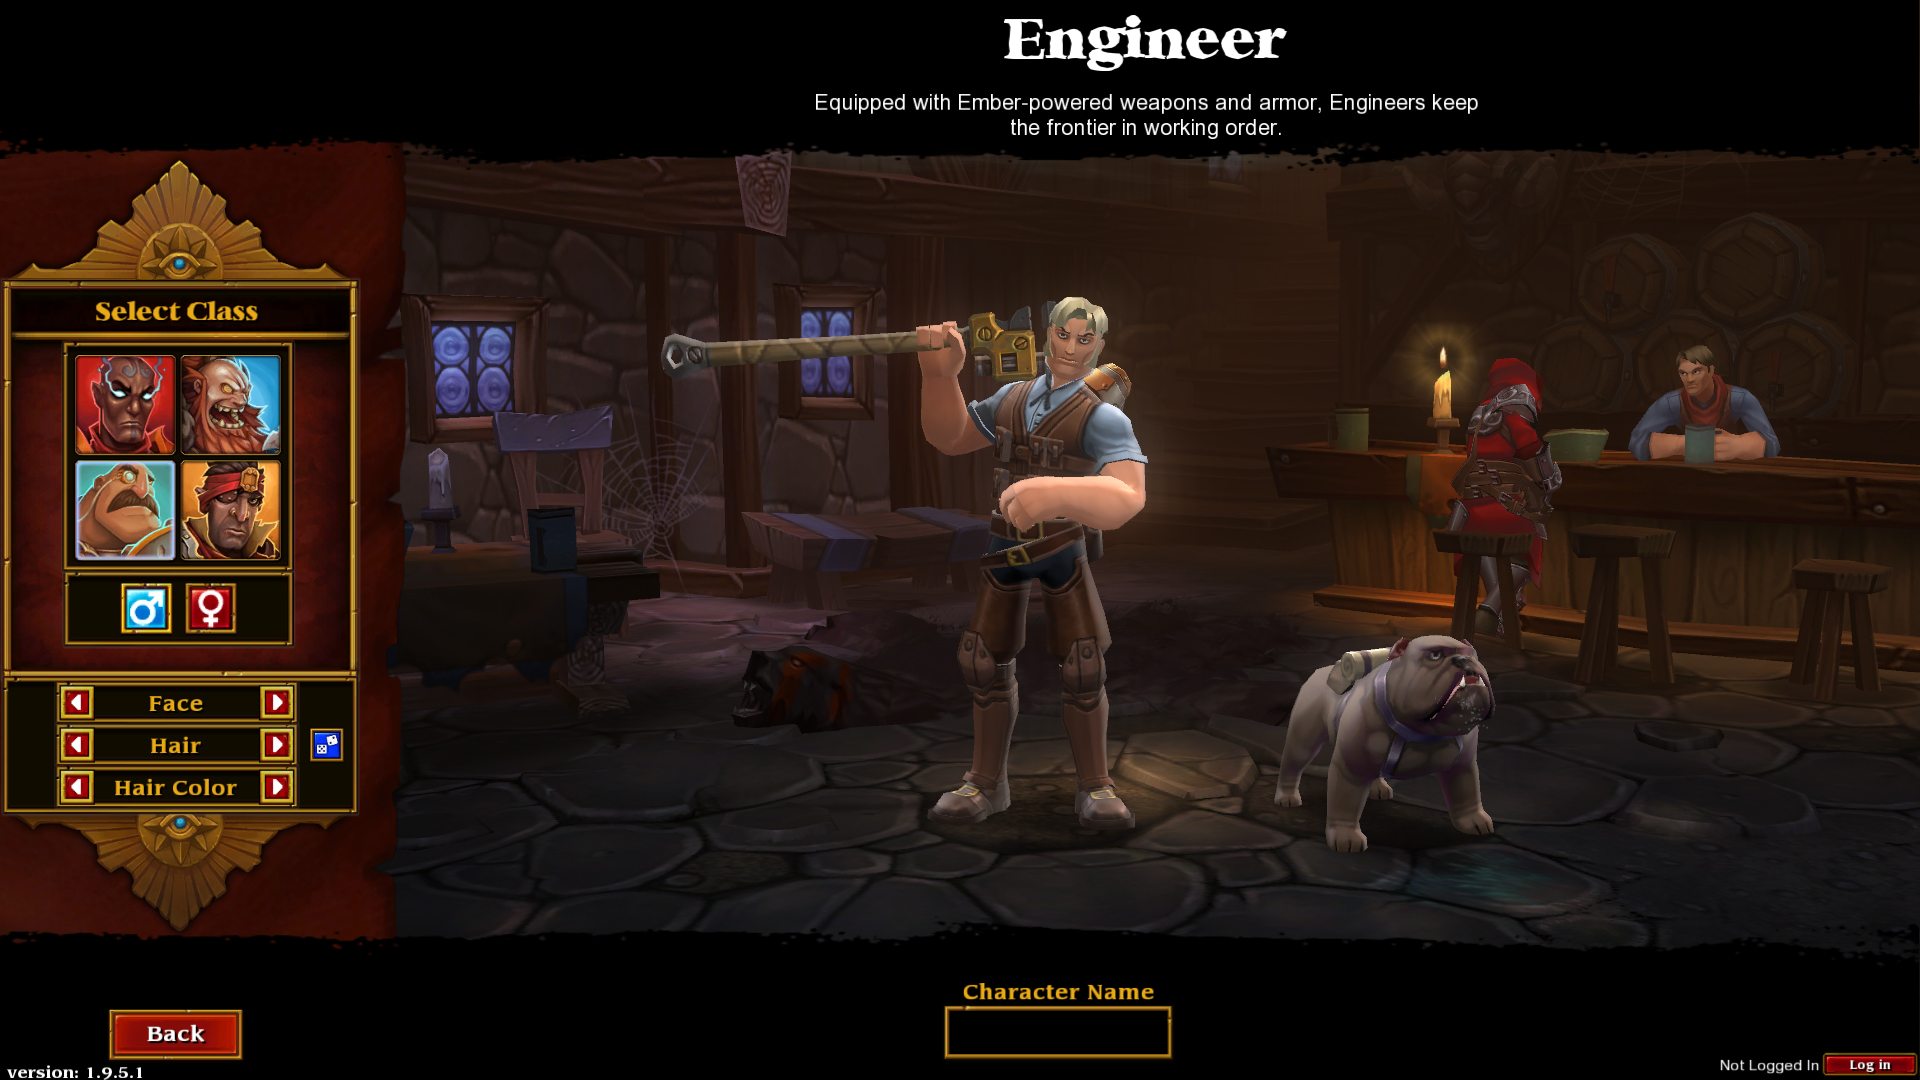 Engineer
Equipped with Ember-powered weapons and armor, Engineers keep
the frontier in working order.
Select Class
Face
Hair
Hair Color
Character Name
Back
version: 1.9.5.1
Not Logged In
Log in